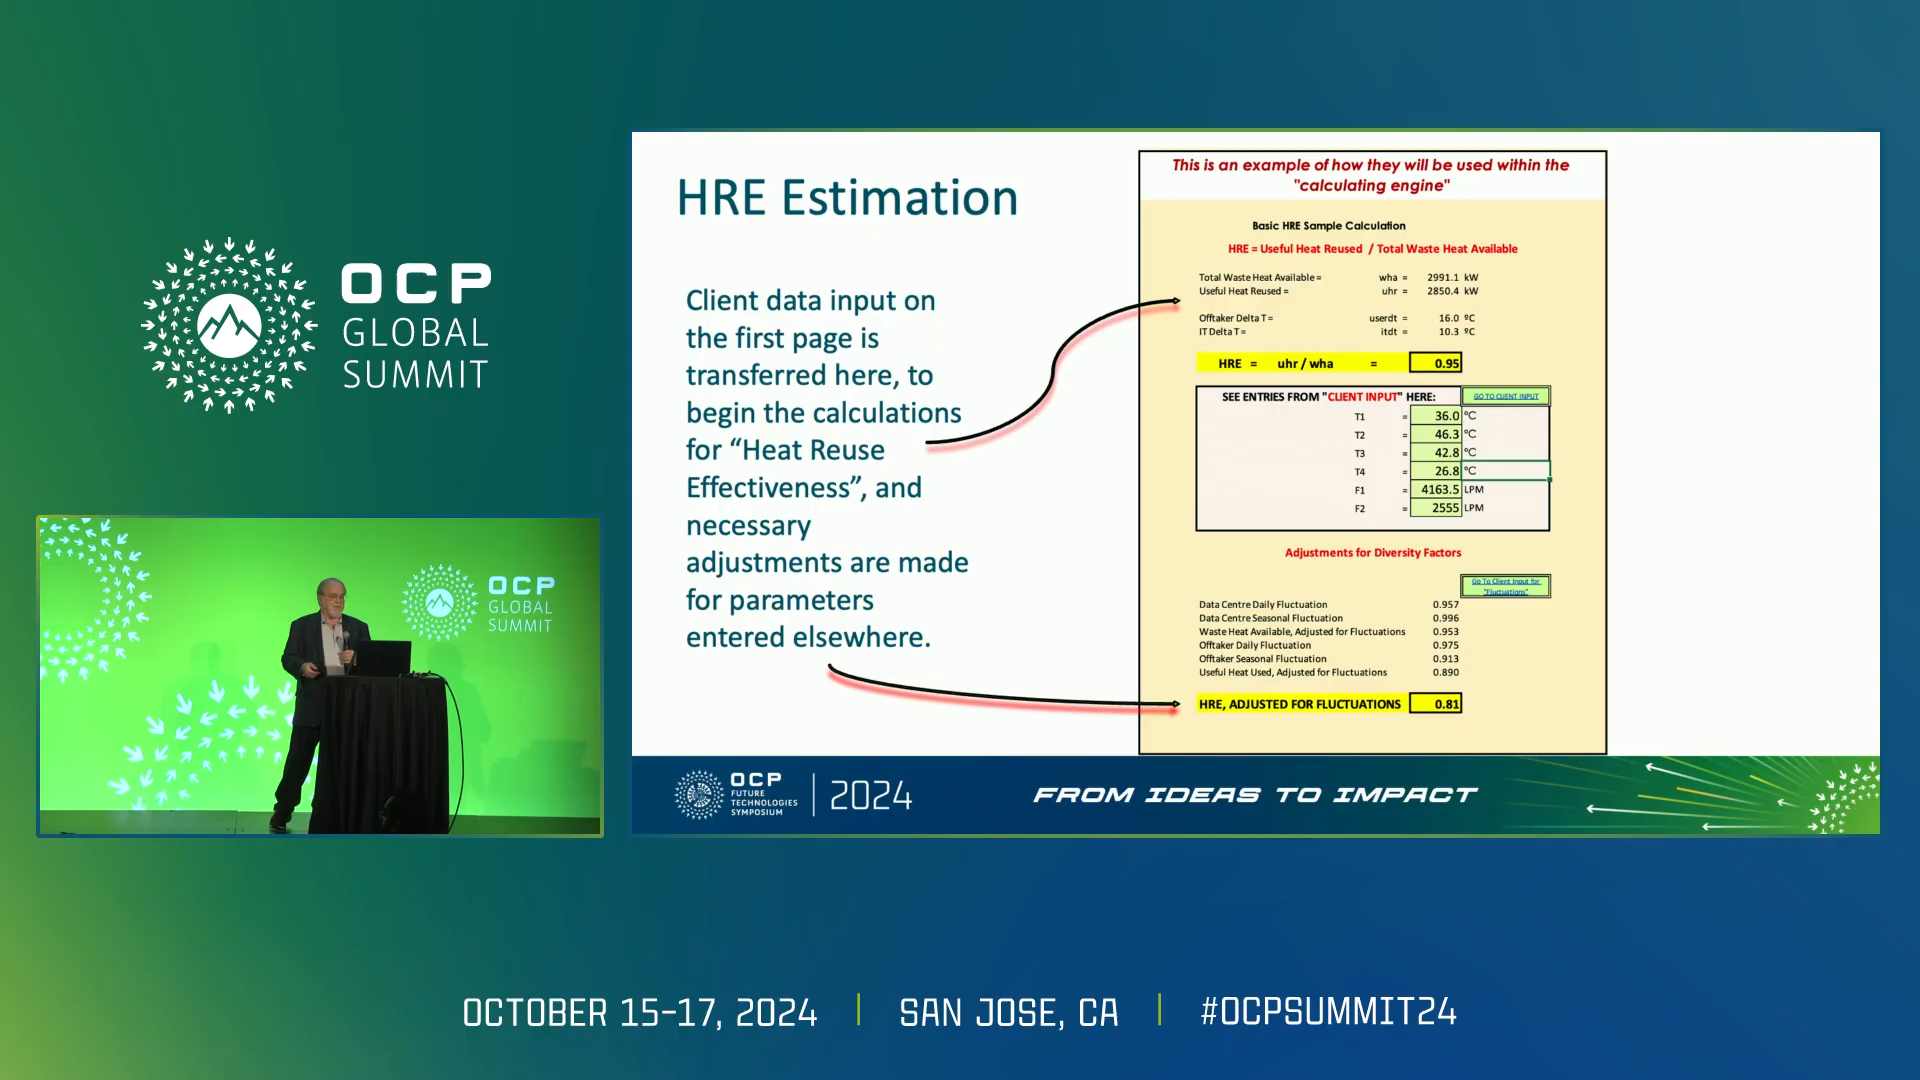 OCP
GLOBAL
SUMMIT
OCP
GLOBAL
SUMMIT
HRE Estimation
Client data input on
the first page is
transferred here, to
begin the calculations
for “Heat Reuse
Effectiveness”, and
necessary
adjustments are made
for parameters
entered elsewhere.
This is an example of how they will be used within the
"calculating engine"
Basic HRE Sample Calculation
HRE = Useful Heat Reused / Total Waste Heat Available
Total Waste Heat Available = wha = 2991.1 kW
Useful Heat Reused = uhr = 2850.4 kW
Offtaker Delta T = userdt = 16.0 ºC
IT Delta T = itdt = 10.3 ºC
HRE = uhr / wha = 0.95
SEE ENTRIES FROM "CLIENT INPUT" HERE: GO TO CLIENT INPUT
T1 = 36.0 °C
T2 = 46.3 °C
T3 = 42.8 °C
T4 = 26.8 °C
F1 = 4163.5 LPM
F2 = 2555 LPM
Adjustments for Diversity Factors
Go To Client Input for
"Fluctuations"
Data Centre Daily Fluctuation 0.957
Data Centre Seasonal Fluctuation 0.996
Waste Heat Available, Adjusted for Fluctuations 0.953
Offtaker Daily Fluctuation 0.975
Offtaker Seasonal Fluctuation 0.913
Useful Heat Used, Adjusted for Fluctuations 0.890
HRE, ADJUSTED FOR FLUCTUATIONS 0.81
OCP
FUTURE
TECHNOLOGIES
SYMPOSIUM
2024
FROM IDEAS TO IMPACT
OCTOBER 15-17, 2024 | SAN JOSE, CA | #OCPSUMMIT24